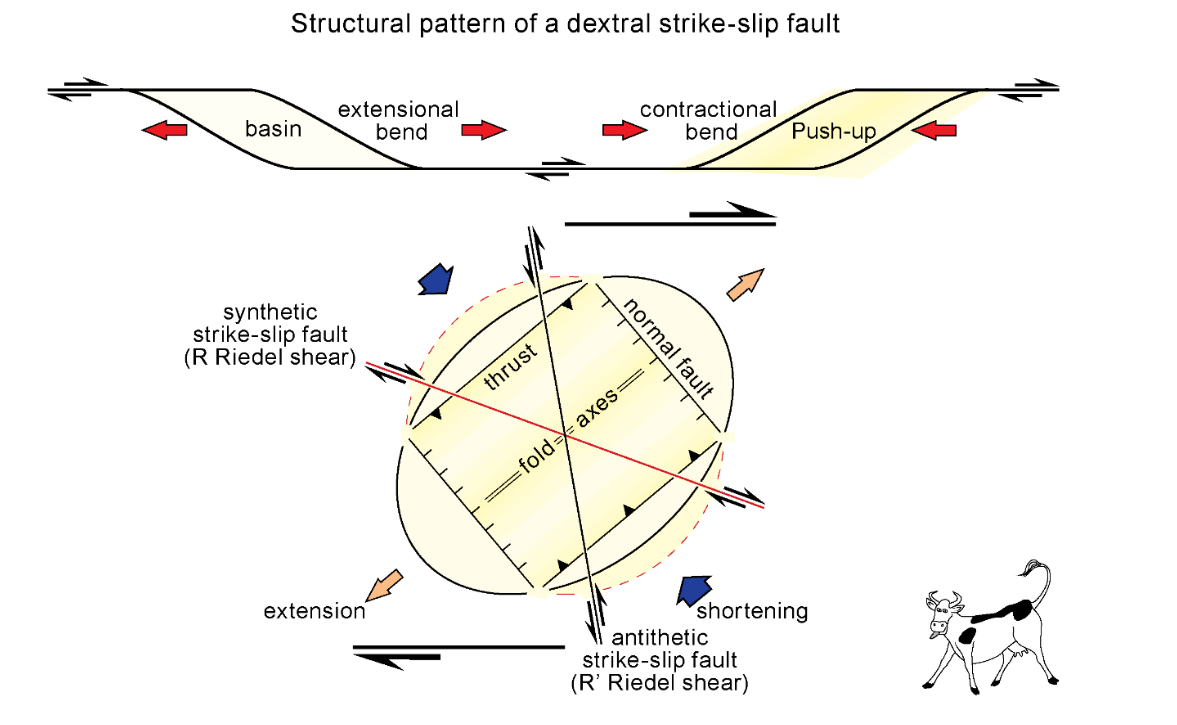 Structural pattern of a dextral strike-slip fault
extensional
bend
basin
contractional
bend
Push-up
synthetic
strike-slip fault
(R Riedel shear)
normal fault
thrust
fold
axes
extension
shortening
antithetic
strike-slip fault
(R' Riedel shear)